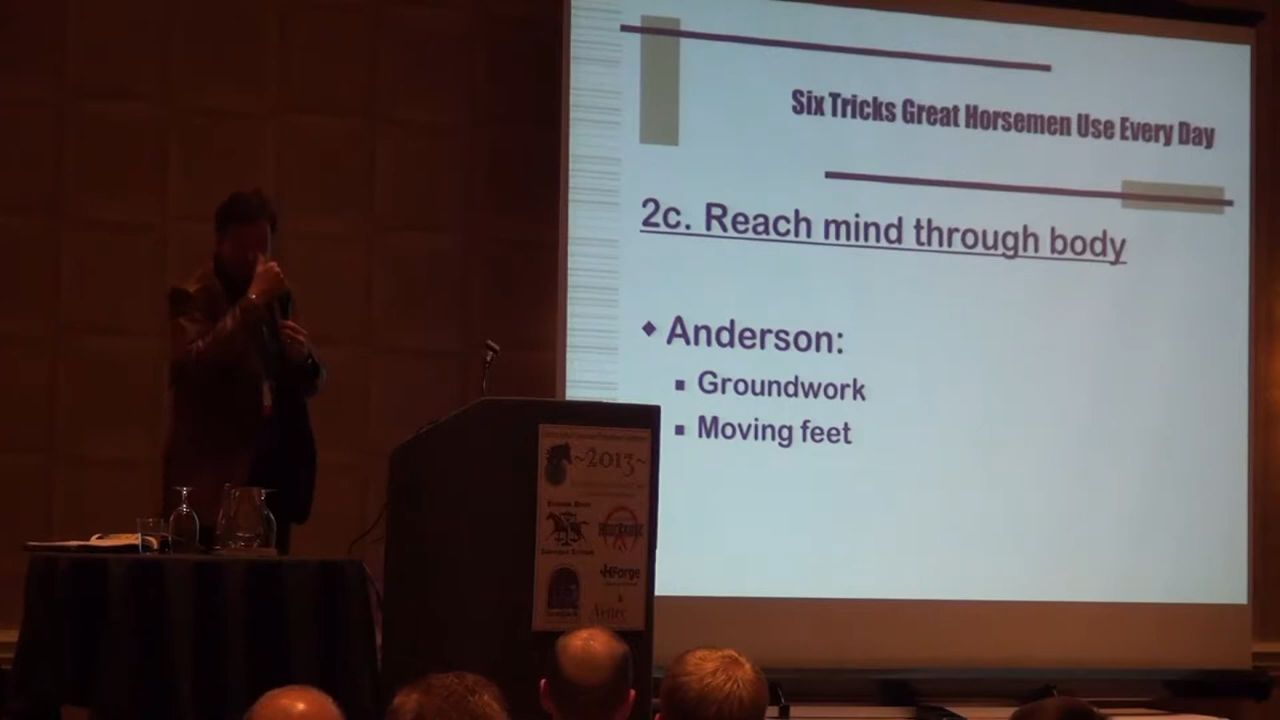 Six Tricks Great Horsemen Use Every Day
2c. Reach mind through body
Anderson:
Groundwork
Moving feet
~2013~